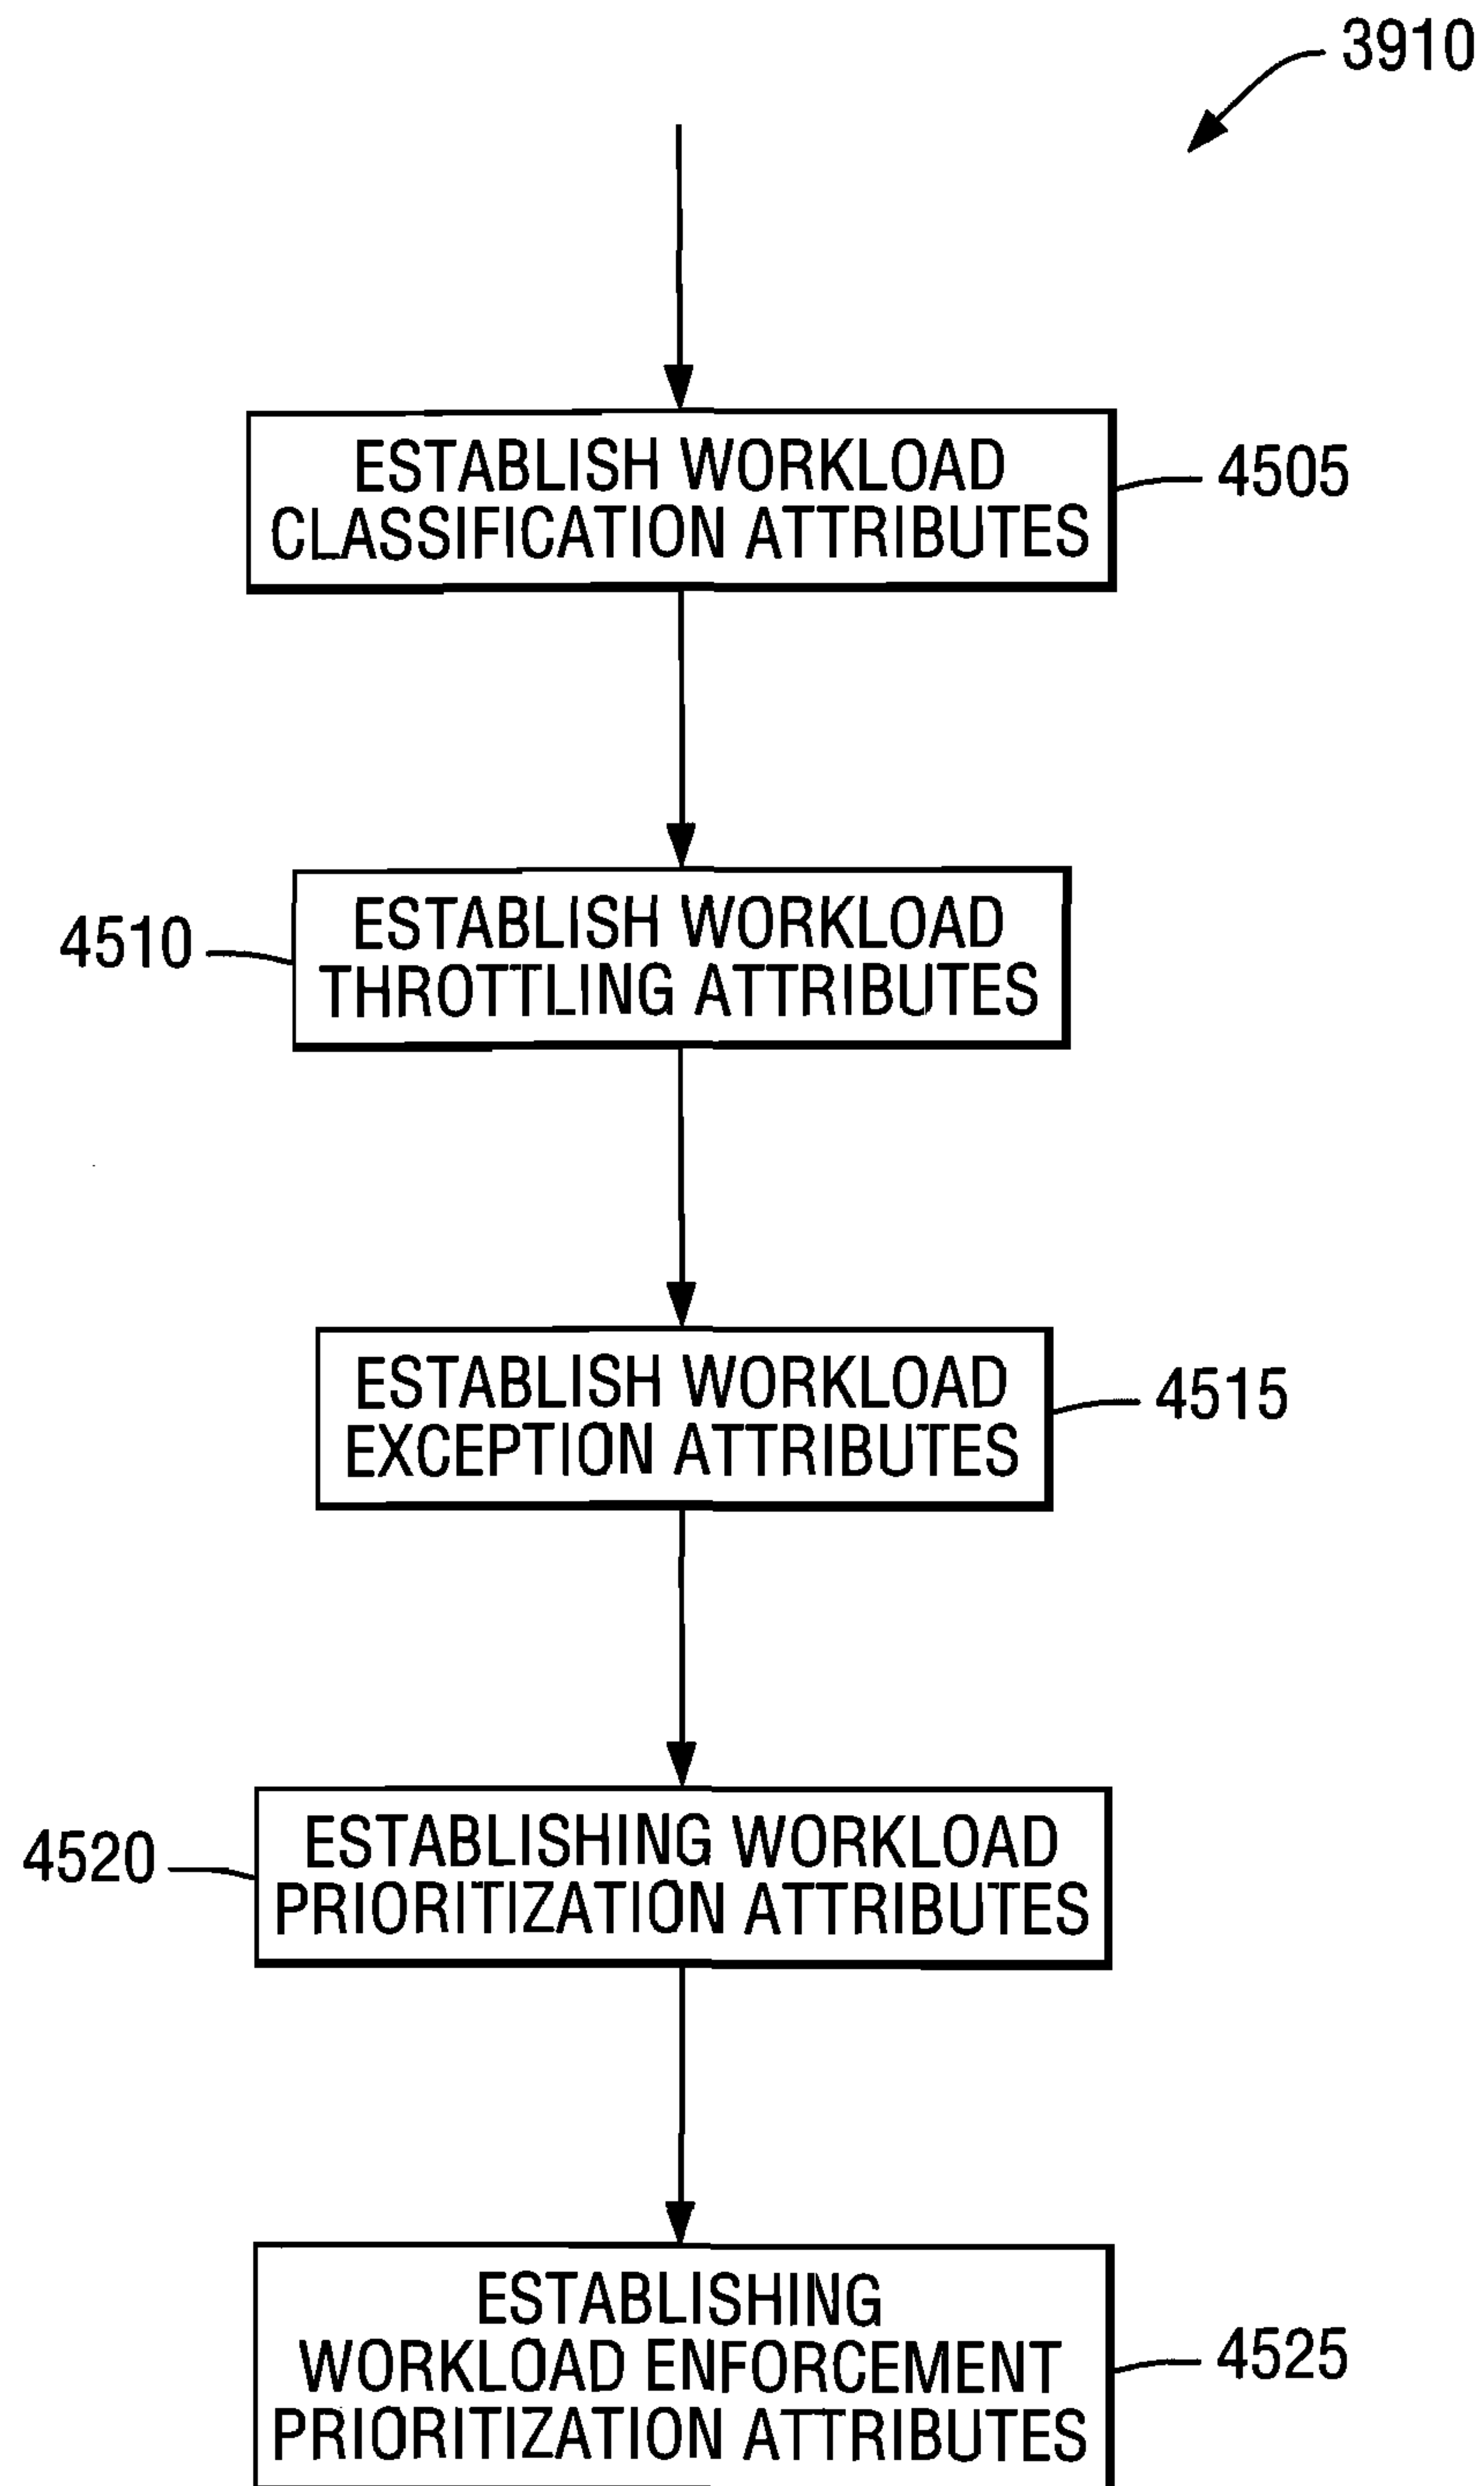 3910
ESTABLISH WORKLOAD
CLASSIFICATION ATTRIBUTES
4505
4510
ESTABLISH WORKLOAD
THROTTLING ATTRIBUTES
ESTABLISH WORKLOAD
EXCEPTION ATTRIBUTES
4515
4520
ESTABLISHING WORKLOAD
PRIORITIZATION ATTRIBUTES
ESTABLISHING
WORKLOAD ENFORCEMENT
PRIORITIZATION ATTRIBUTES
4525